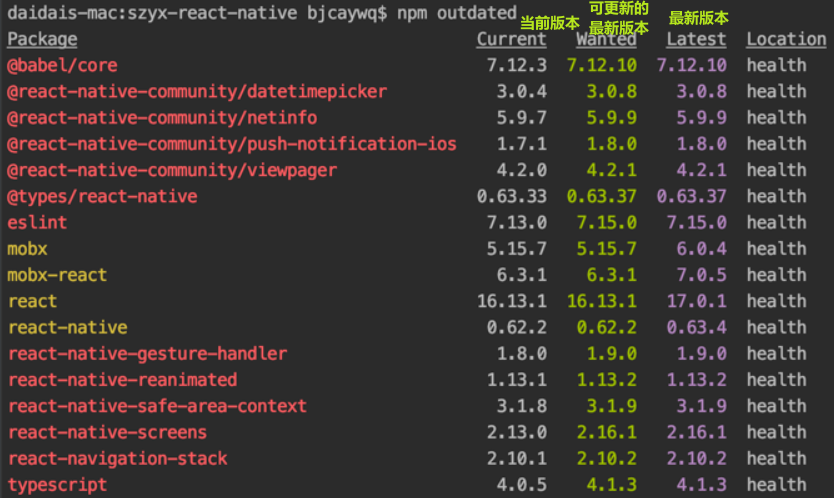 daidais-mac:szyx-react-native bjcaywq$ npm outdated
当前版本 可更新的最新版本 最新版本
Package Current Wanted Latest Location
@babel/core 7.12.3 7.12.10 7.12.10 health
@react-native-community/datetimepicker 3.0.4 3.0.8 3.0.8 health
@react-native-community/netinfo 5.9.7 5.9.9 5.9.9 health
@react-native-community/push-notification-ios 1.7.1 1.8.0 1.8.0 health
@react-native-community/viewpager 4.2.0 4.2.1 4.2.1 health
@types/react-native 0.63.33 0.63.37 0.63.37 health
eslint 7.13.0 7.15.0 7.15.0 health
mobx 5.15.7 5.15.7 6.0.4 health
mobx-react 6.3.1 6.3.1 7.0.5 health
react 16.13.1 16.13.1 17.0.1 health
react-native 0.62.2 0.62.2 0.63.4 health
react-native-gesture-handler 1.8.0 1.9.0 1.9.0 health
react-native-reanimated 1.13.1 1.13.2 1.13.2 health
react-native-safe-area-context 3.1.8 3.1.9 3.1.9 health
react-native-screens 2.13.0 2.16.1 2.16.1 health
react-navigation-stack 2.10.1 2.10.2 2.10.2 health
typescript 4.0.5 4.1.3 4.1.3 health